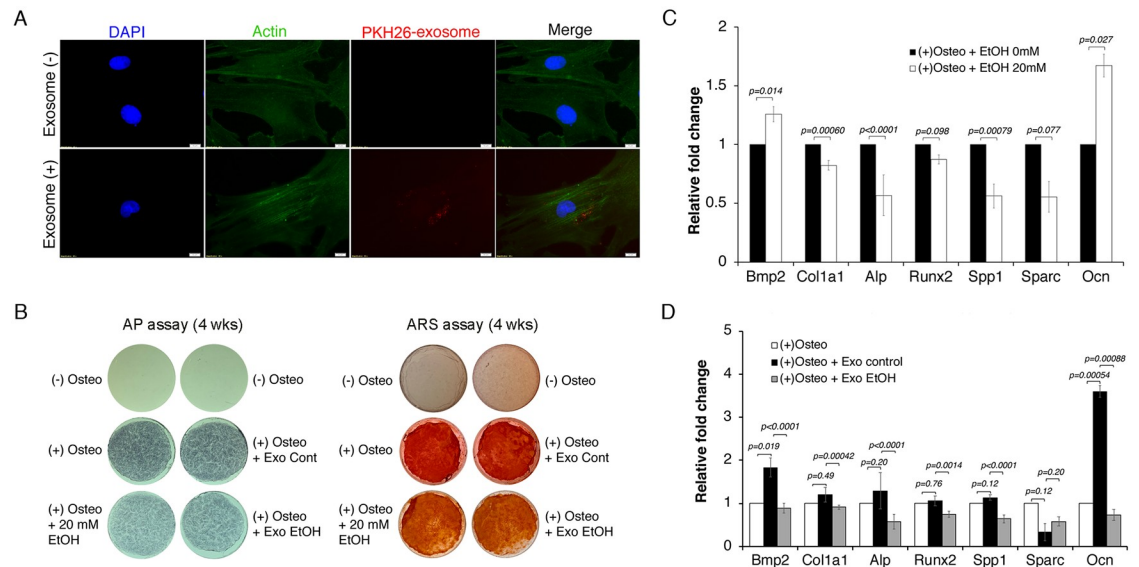 A
DAPI
Actin
PKH26-exosome
Merge
Exosome (-)
Exosome (+)
B
AP assay (4 wks)
(-) Osteo
(-) Osteo
(+) Osteo
(+) Osteo
+ Exo Cont
(+) Osteo
+ 20 mM
EtOH
(+) Osteo
+ Exo EtOH
ARS assay (4 wks)
(-) Osteo
(-) Osteo
(+) Osteo
(+) Osteo
+ Exo Cont
(+) Osteo
+ 20 mM
EtOH
(+) Osteo
+ Exo EtOH
C
Relative fold change
2
1.5
1
0.5
0
(+)Osteo + EtOH 0mM
(+)Osteo + EtOH 20mM
p=0.014
p=0.00060
p<0.0001
p=0.098
p=0.00079
p=0.077
p=0.027
Bmp2 Col1a1 Alp Runx2 Spp1 Sparc Ocn
D
Relative fold change
5
4
3
2
1
0
(+)Osteo
(+)Osteo + Exo control
(+)Osteo + Exo EtOH
p<0.0001
p=0.019
p=0.00042
p=0.49
p<0.0001
p=0.20
p=0.0014
p=0.76
p<0.0001
p=0.12
p=0.20
p=0.12
p=0.00088
p=0.00054
Bmp2 Col1a1 Alp Runx2 Spp1 Sparc Ocn